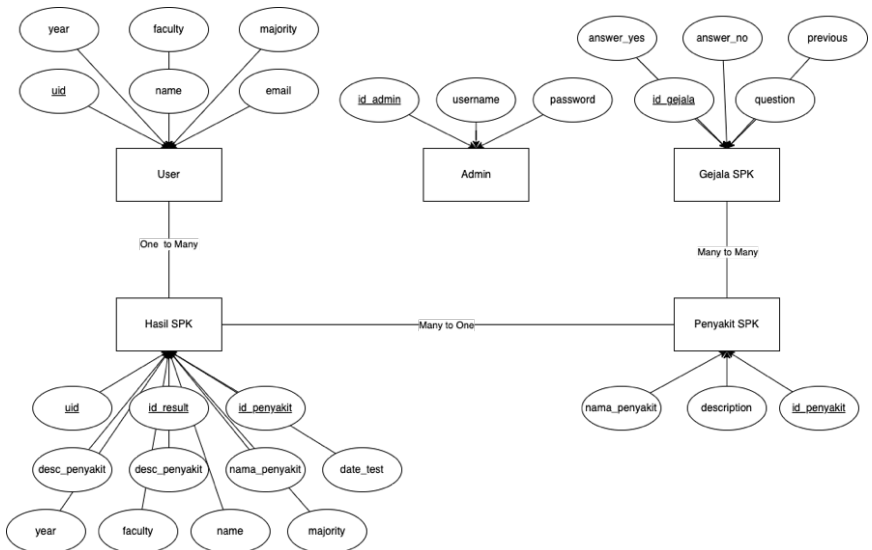 year
faculty
majority
answer_yes
answer_no
previous
uid
name
email
id_admin
username
password
id_gejala
question
User
Admin
Gejala SPK
One to Many
Many to Many
Hasil SPK
Many to One
Penyakit SPK
uid
id_result
id_penyakit
nama_penyakit
description
id_penyakit
desc_penyakit
desc_penyakit
nama_penyakit
date_test
year
faculty
name
majority